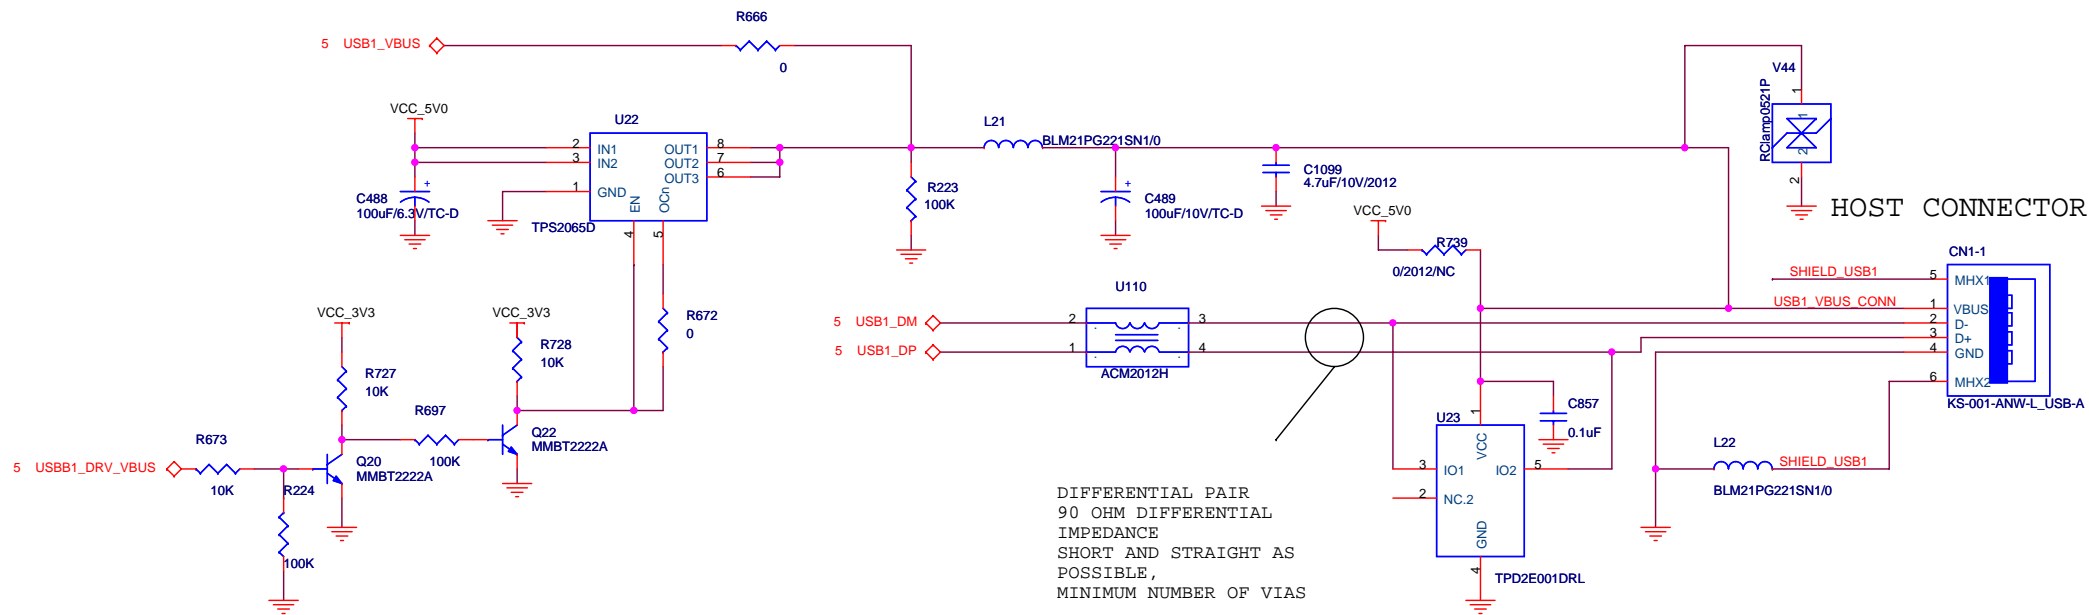 R666
5 USB1_VBUS
0
V44
1
RClamp0521P
1
2
2
VCC_5V0
U22
L21
BLM21PG221SN1/0
2 IN1 OUT1 8
3 IN2 OUT2 7
OUT3 6
1 GND
EN
OCn
4
5
TPS2065D
C488
100uF/6.3V/TC-D
+
R223
100K
+
C489
100uF/10V/TC-D
C1099
4.7uF/10V/2012
VCC_5V0
R739
0/2012/NC
HOST CONNECTOR
CN1-1
SHIELD_USB1 5 MHX1
USB1_VBUS_CONN 1 VBUS
2 D-
3 D+
4 GND
6 MHX2
KS-001-ANW-L_USB-A
U110
5 USB1_DM 2 3
5 USB1_DP 1 4
ACM2012H
VCC_3V3
VCC_3V3
R672
0
R728
10K
R727
10K
R697
100K
Q22
MMBT2222A
R673
5 USBB1_DRV_VBUS
10K
Q20
MMBT2222A
R224
100K
C857
0.1uF
U23
1
VCC
3 IO1 IO2 5
2 NC.2
GND
4
TPD2E001DRL
L22
SHIELD_USB1
BLM21PG221SN1/0
DIFFERENTIAL PAIR
90 OHM DIFFERENTIAL
IMPEDANCE
SHORT AND STRAIGHT AS
POSSIBLE,
MINIMUM NUMBER OF VIAS